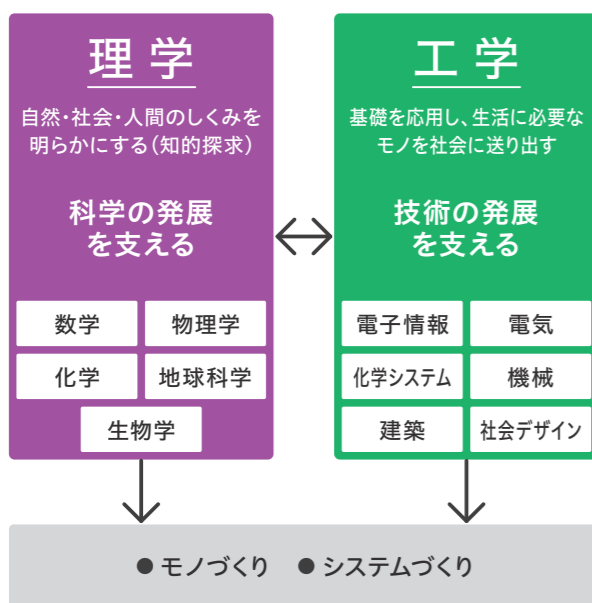 理学
自然・社会・人間のしくみを
明らかにする(知的探求)
科学の発展
を支える
数学
物理学
化学
地球科学
生物学
工学
基礎を応用し、生活に必要な
モノを社会に送り出す
技術の発展
を支える
電子情報
電気
化学システム
機械
建築
社会デザイン
● モノづくり ● システムづくり